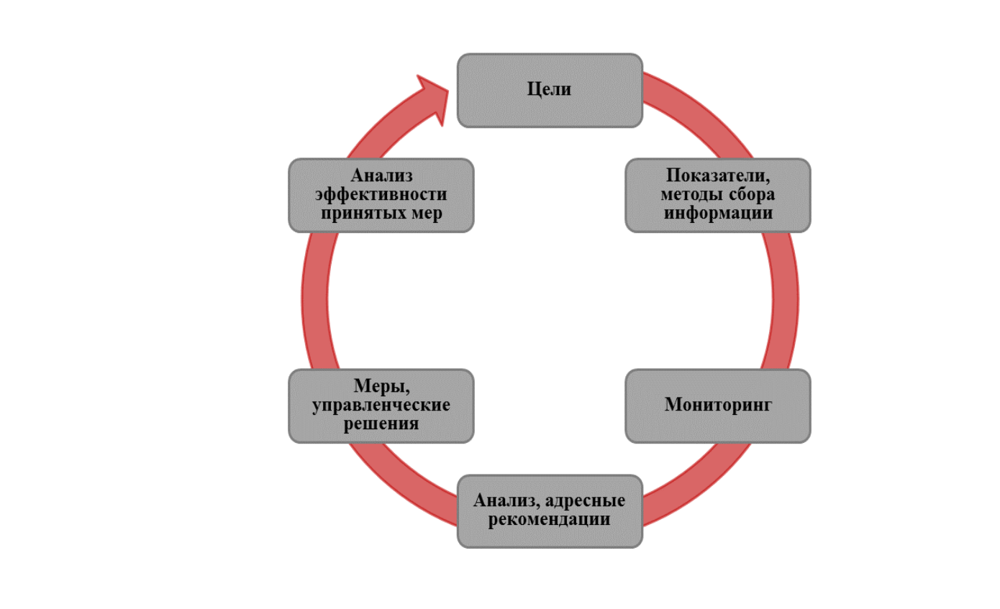 Цели
Показатели,
методы сбора
информации
Мониторинг
Анализ, адресные
рекомендации
Меры,
управленческие
решения
Анализ
эффективности
принятых мер